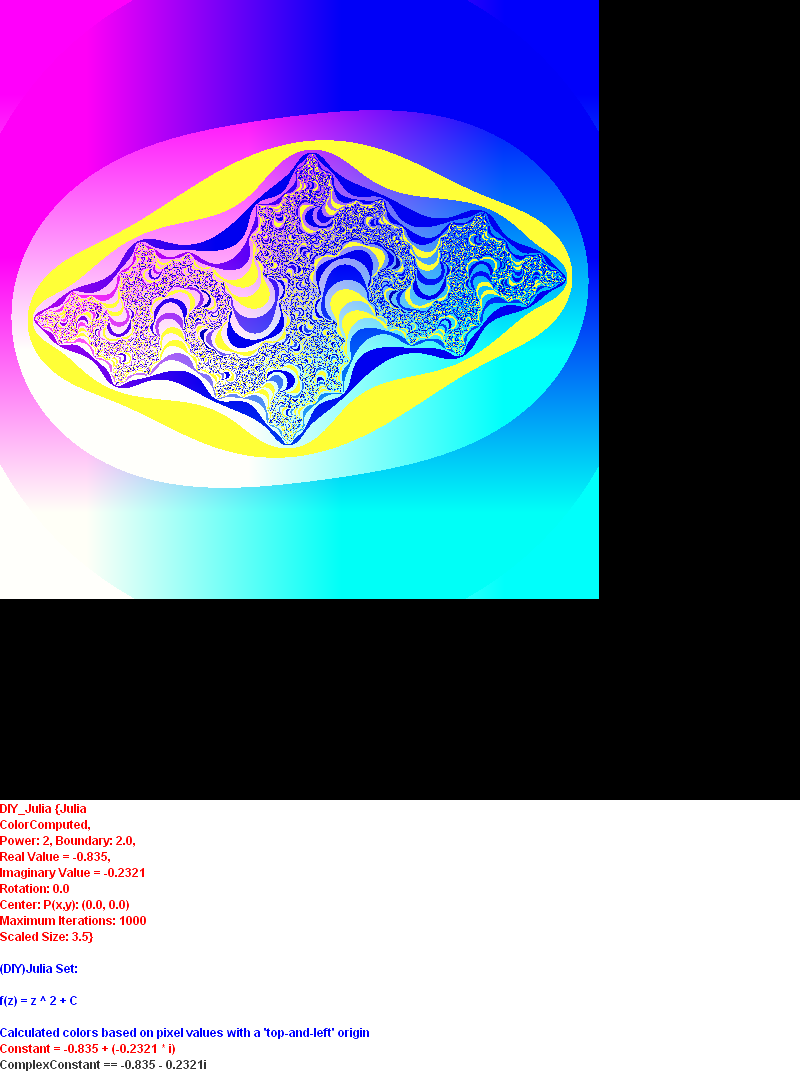 DIY_Julia {Julia
ColorComputed,
Power: 2, Boundary: 2.0,
Real Value = -0.835,
Imaginary Value = -0.2321
Rotation: 0.0
Center: P(x,y): (0.0, 0.0)
Maximum Iterations: 1000
Scaled Size: 3.5}
(DIY)Julia Set:
f(z) = z ^ 2 + C
Calculated colors based on pixel values with a 'top-and-left' origin
Constant = -0.835 + (-0.2321 * i)
ComplexConstant == -0.835 - 0.2321i